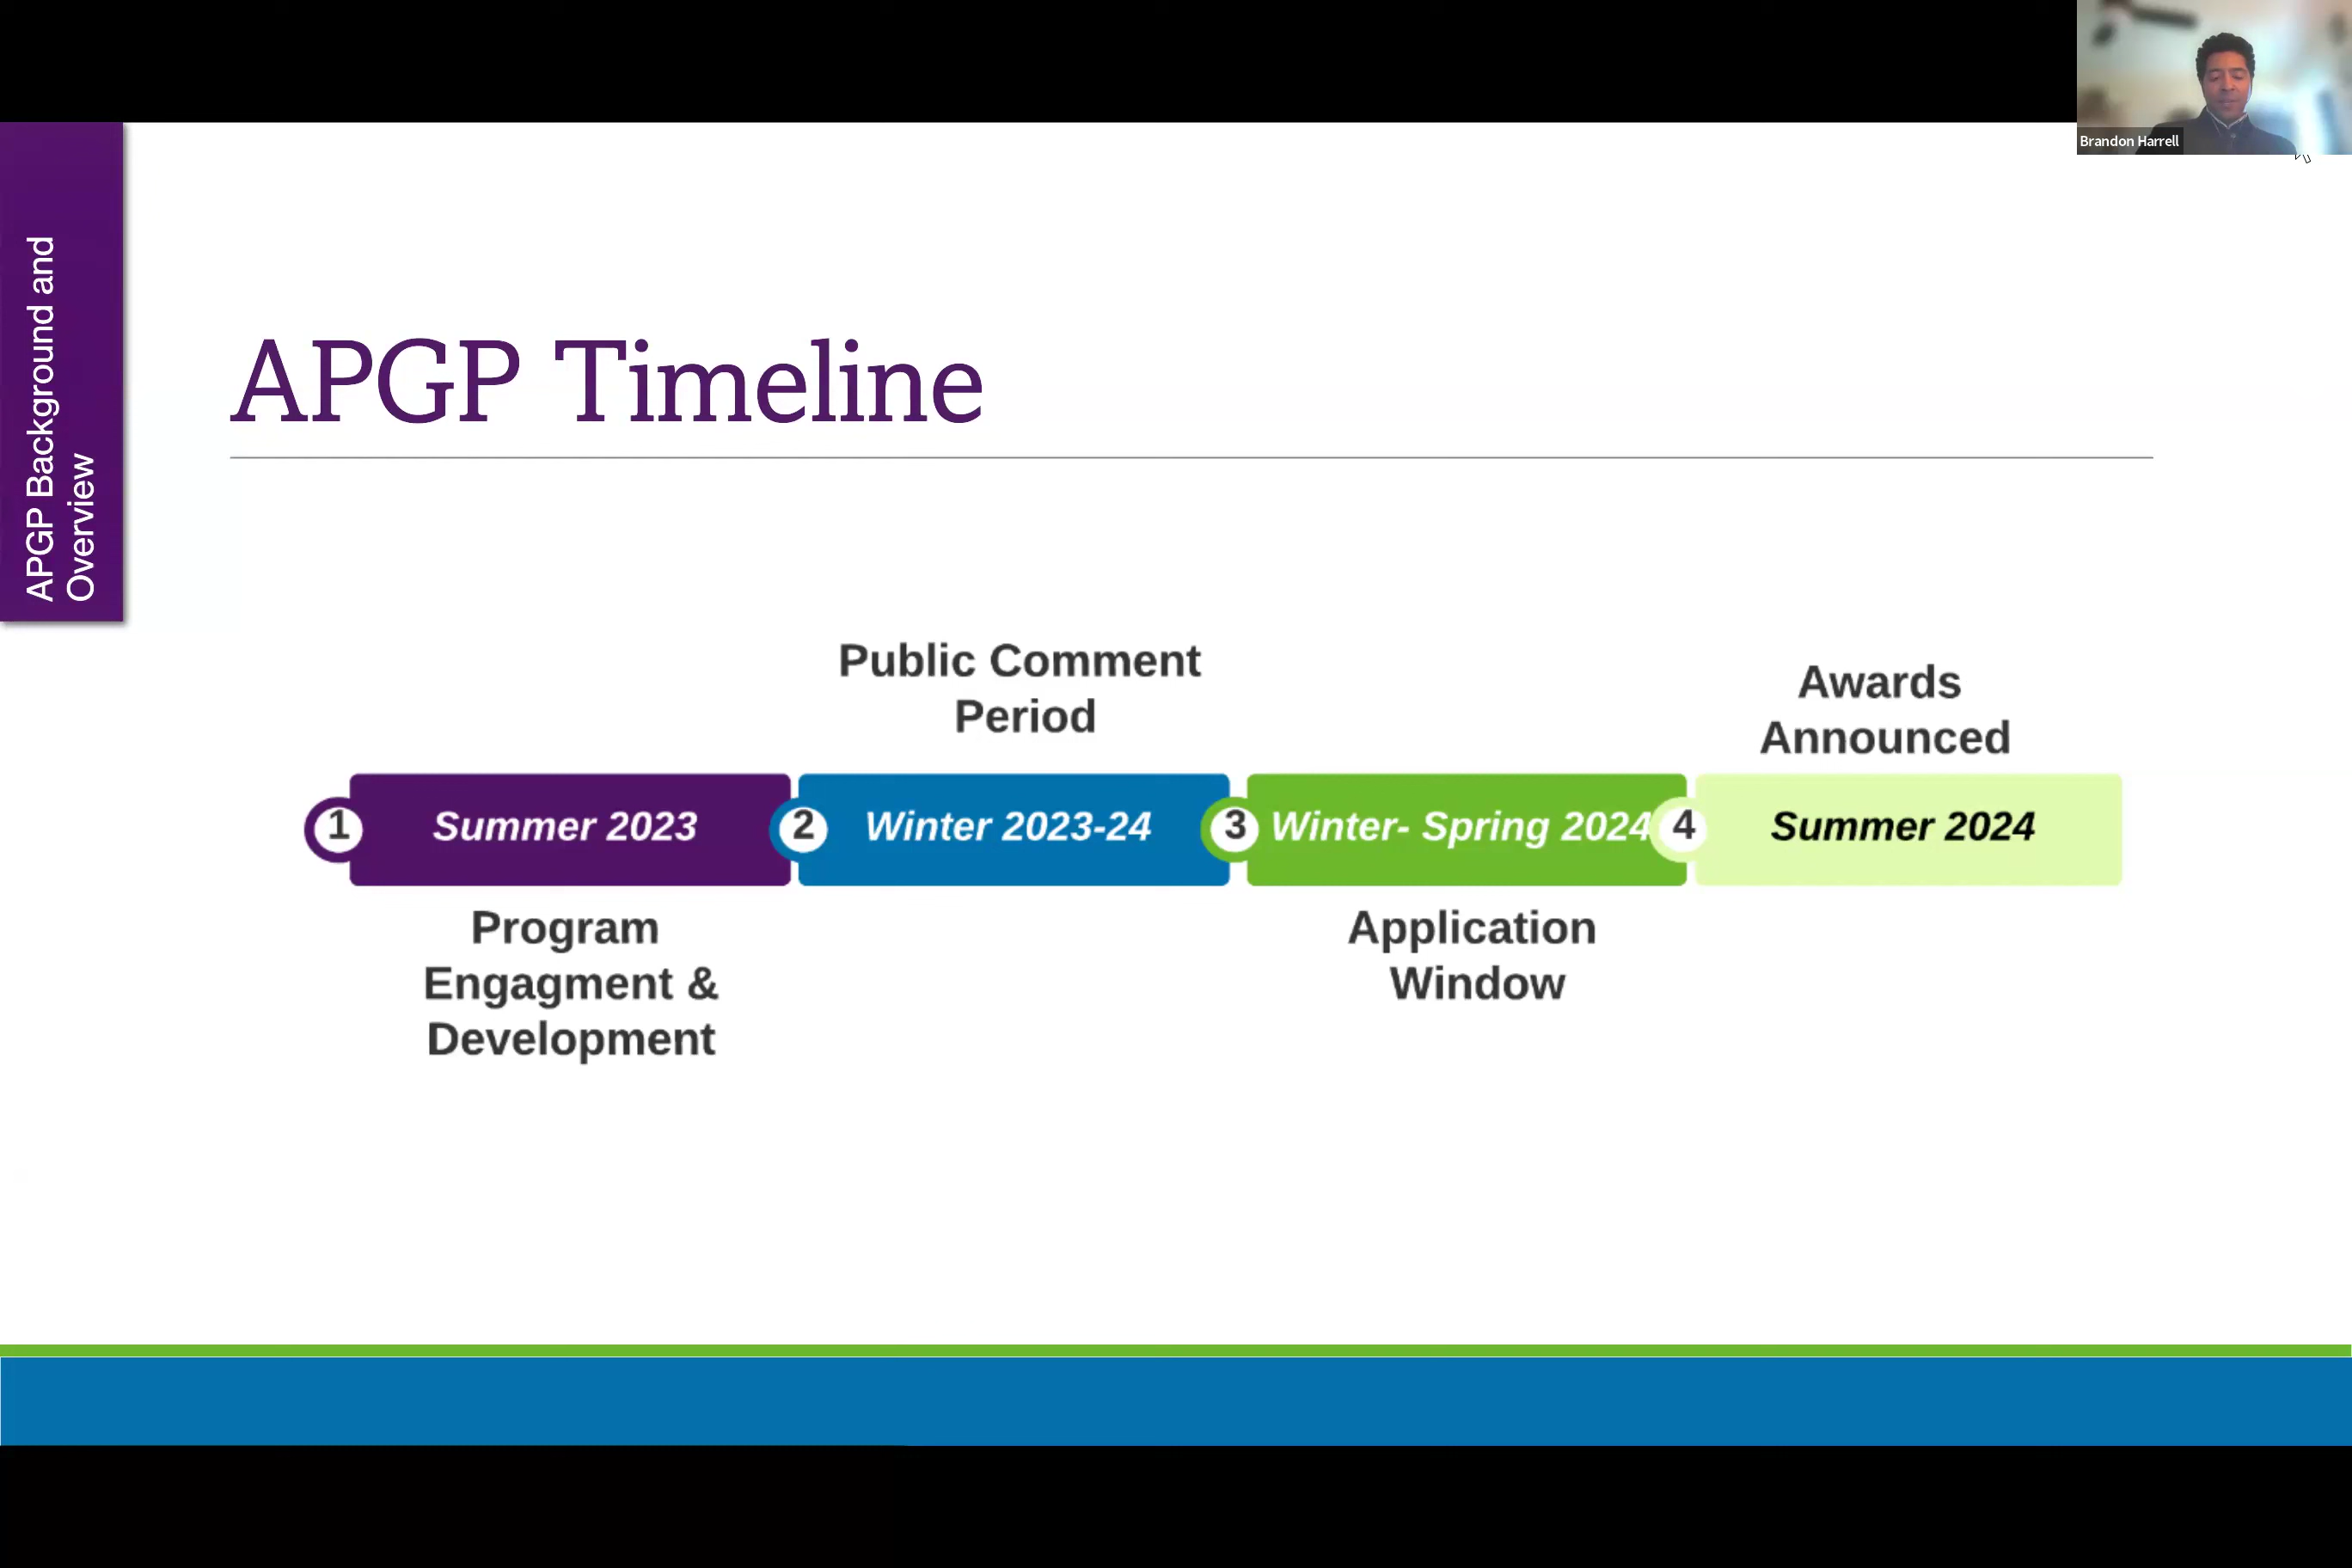 Brandon Harrell
APGP Background and
Overview
APGP Timeline
Public Comment
Period
Awards
Announced
1
Summer 2023
2
Winter 2023-24
3
Winter- Spring 2024
4
Summer 2024
Program
Engagment &
Development
Application
Window